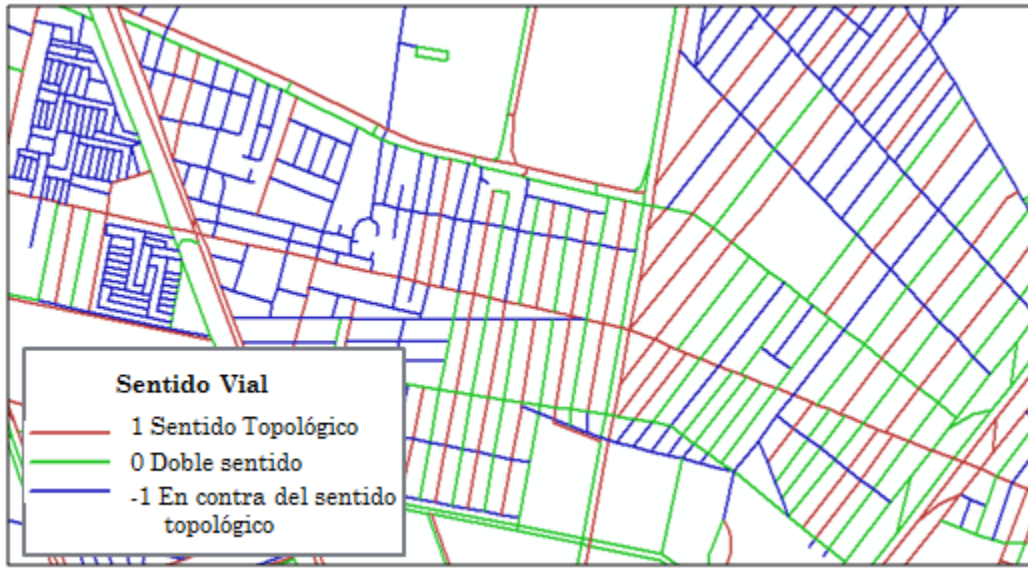 Sentido Vial
1 Sentido Topológico
0 Doble sentido
-1 En contra del sentido
topológico